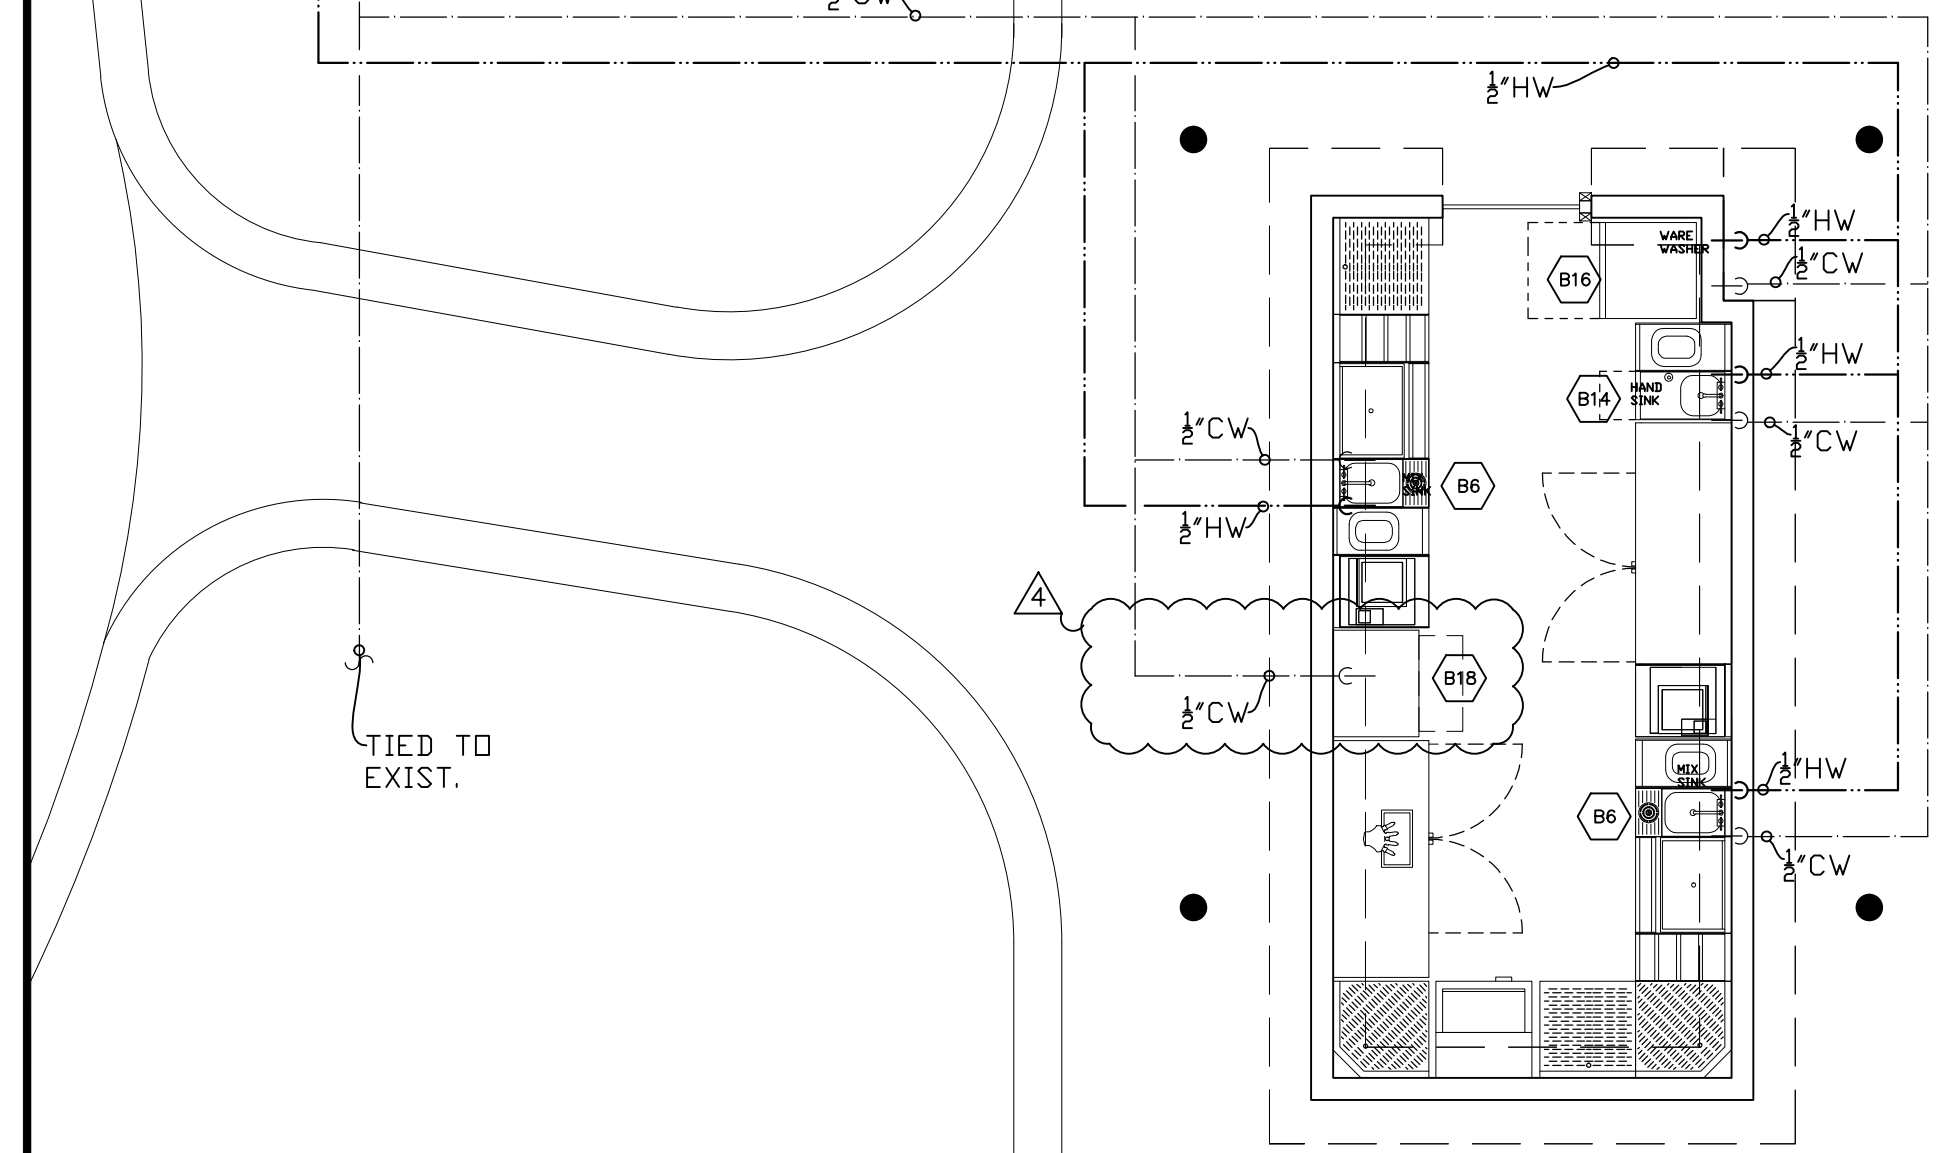 ½"CW
½"HW
½"HW
WARE
WASHER
½"CW
B16
½"HW
HAND
SINK
B14
½"CW
½"CW
MIX
SINK
B6
½"HW
4
B18
½"CW
TIED TO
EXIST.
MIX
SINK
½"HW
B6
½"CW